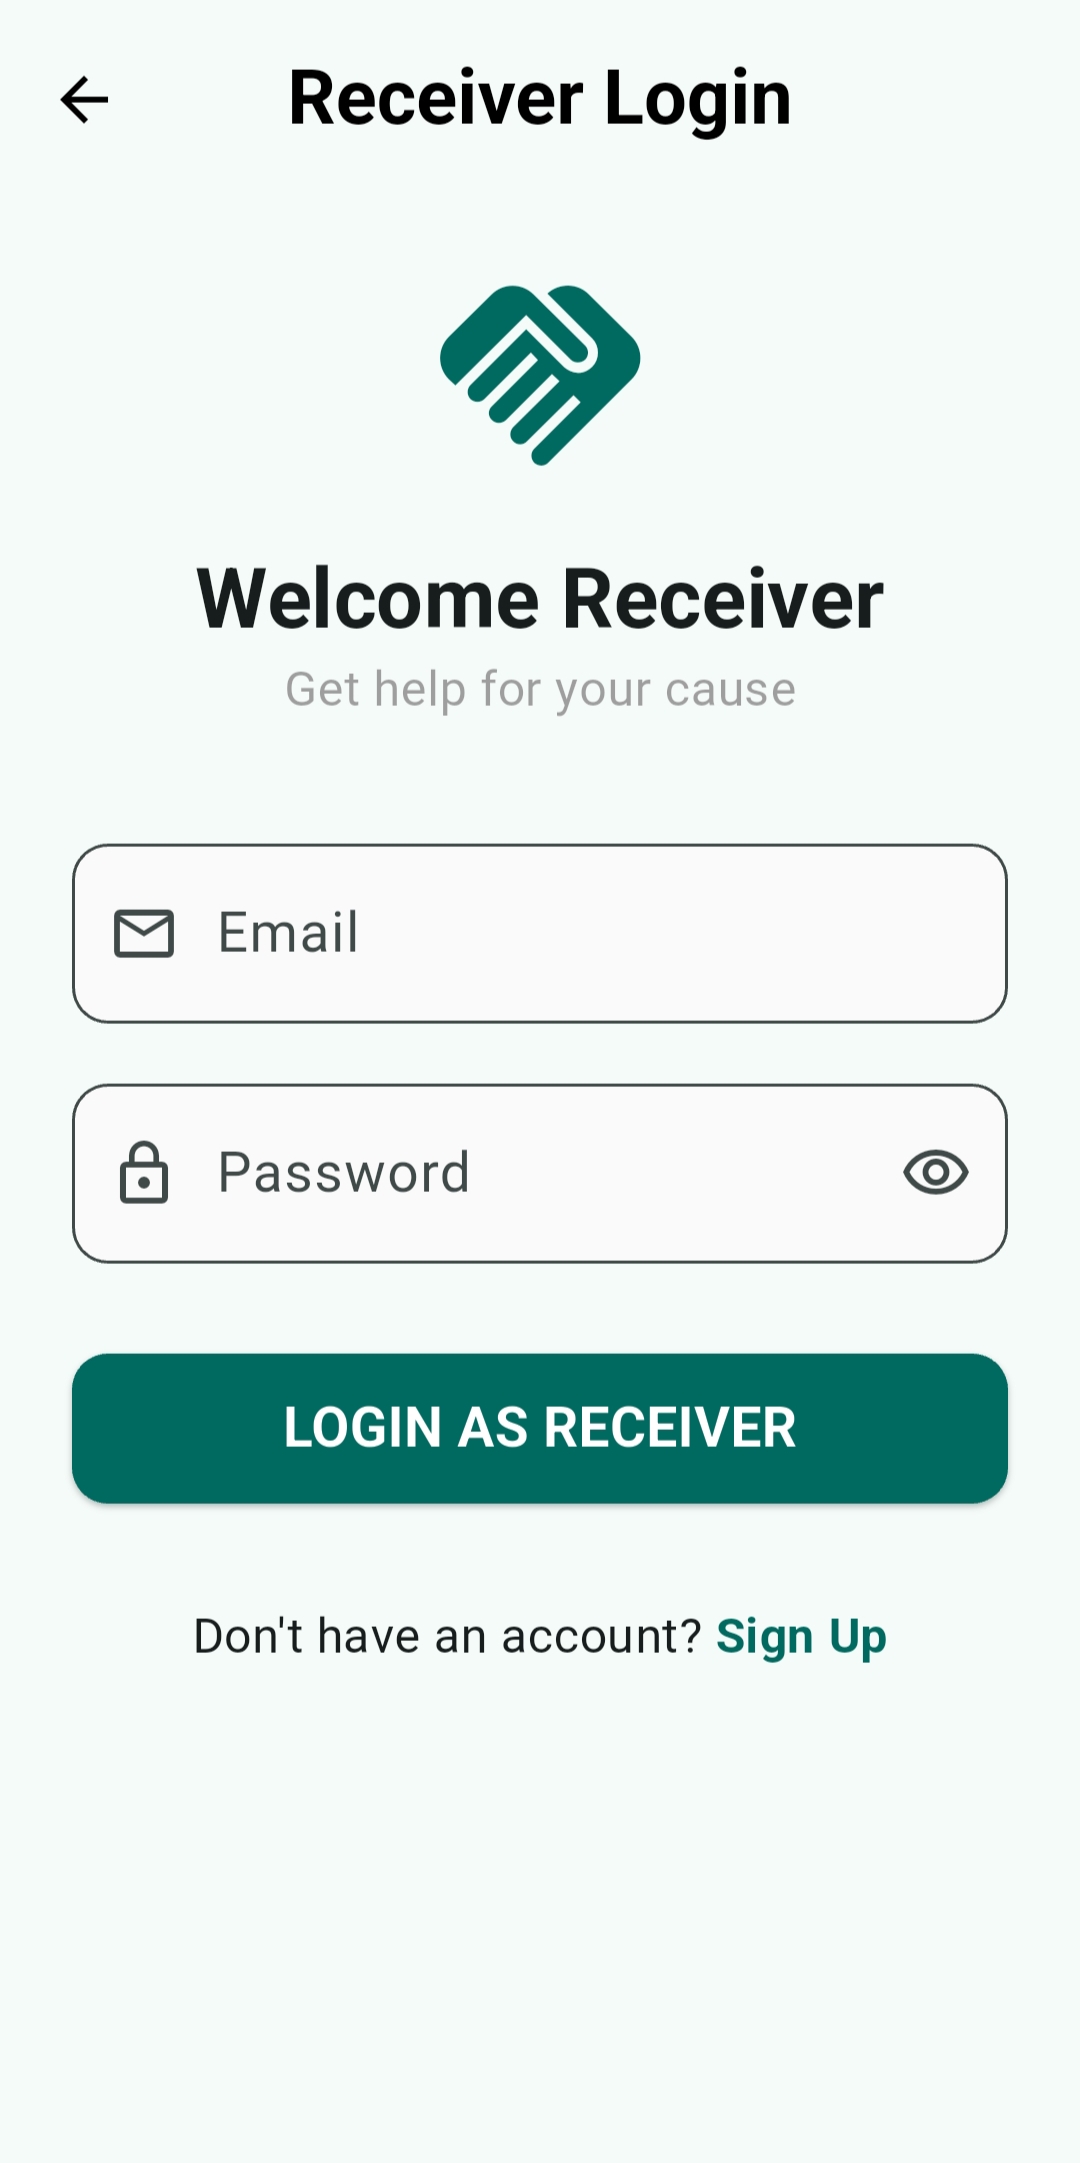 Receiver Login
Welcome Receiver
Get help for your cause
Email
Password
LOGIN AS RECEIVER
Don't have an account? Sign Up